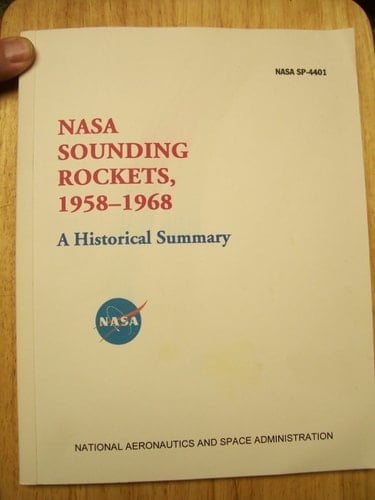 NASA SP-4401
NASA
SOUNDING
ROCKETS,
1958–1968
A Historical Summary
NASA
NATIONAL AERONAUTICS AND SPACE ADMINISTRATION